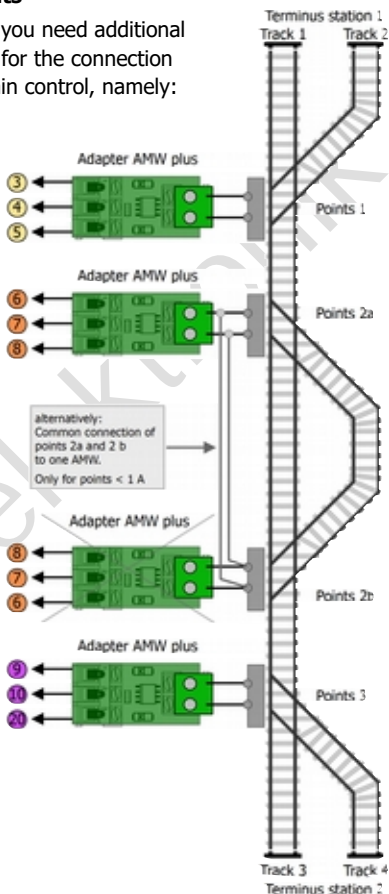 you need additional
for the connection
in control, namely:
Terminus station 1
Track 1 Track 2
Adapter AMW plus
3
4
5
Points 1
Adapter AMW plus
6
7
8
Points 2a
alternatively:
Common connection of
points 2a and 2 b
to one AMW.
Only for points < 1 A
Adapter AMW plus
8
7
6
Points 2b
Adapter AMW plus
9
10
20
Points 3
Track 3 Track 4
Terminus station 2